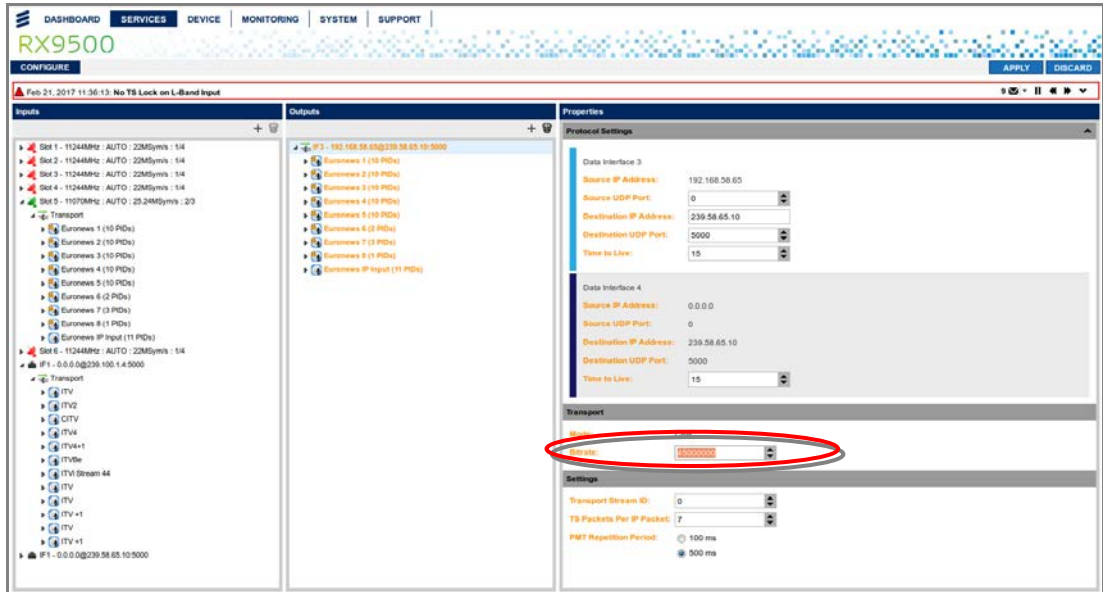 DASHBOARD SERVICES DEVICE MONITORING SYSTEM SUPPORT
RX9500
CONFIGURE APPLY DISCARD
Feb 21, 2017 11:36:13: No TS Lock on L-Band Input 9
Inputs
Slot 1 - 11244MHz : AUTO : 22MSym/s : 1/4
Slot 2 - 11244MHz : AUTO : 22MSym/s : 1/4
Slot 3 - 11244MHz : AUTO : 22MSym/s : 1/4
Slot 4 - 11244MHz : AUTO : 22MSym/s : 1/4
Slot 5 - 11070MHz : AUTO : 25.24MSym/s : 2/3
Transport
Euronews 1 (10 PIDs)
Euronews 2 (10 PIDs)
Euronews 3 (10 PIDs)
Euronews 4 (10 PIDs)
Euronews 5 (10 PIDs)
Euronews 6 (2 PIDs)
Euronews 7 (3 PIDs)
Euronews 8 (1 PIDs)
Euronews IP Input (11 PIDs)
Slot 6 - 11244MHz : AUTO : 22MSym/s : 1/4
IF1 - 0.0.0.0@239.100.1.4:5000
Transport
ITV
ITV2
CITV
ITV4
ITV4+1
ITVBe
ITVi Stream 44
ITV
ITV
ITV +1
ITV
ITV +1
IF1 - 0.0.0.0@239.58.65.10:5000
Outputs
IF3 - 192.168.58.65@239.58.65.10:5000
Euronews 1 (10 PIDs)
Euronews 2 (10 PIDs)
Euronews 3 (10 PIDs)
Euronews 4 (10 PIDs)
Euronews 5 (10 PIDs)
Euronews 6 (2 PIDs)
Euronews 7 (3 PIDs)
Euronews 8 (1 PIDs)
Euronews IP Input (11 PIDs)
Properties
Protocol Settings
Data Interface 3
Source IP Address: 192.168.58.65
Source UDP Port: 0
Destination IP Address: 239.58.65.10
Destination UDP Port: 5000
Time to Live: 15
Data Interface 4
Source IP Address: 0.0.0.0
Source UDP Port: 0
Destination IP Address: 239.58.65.10
Destination UDP Port: 5000
Time to Live: 15
Transport
Mode:
Bitrate: 45000000
Settings
Transport Stream ID: 0
TS Packets Per IP Packet: 7
PMT Repetition Period: 100 ms
500 ms